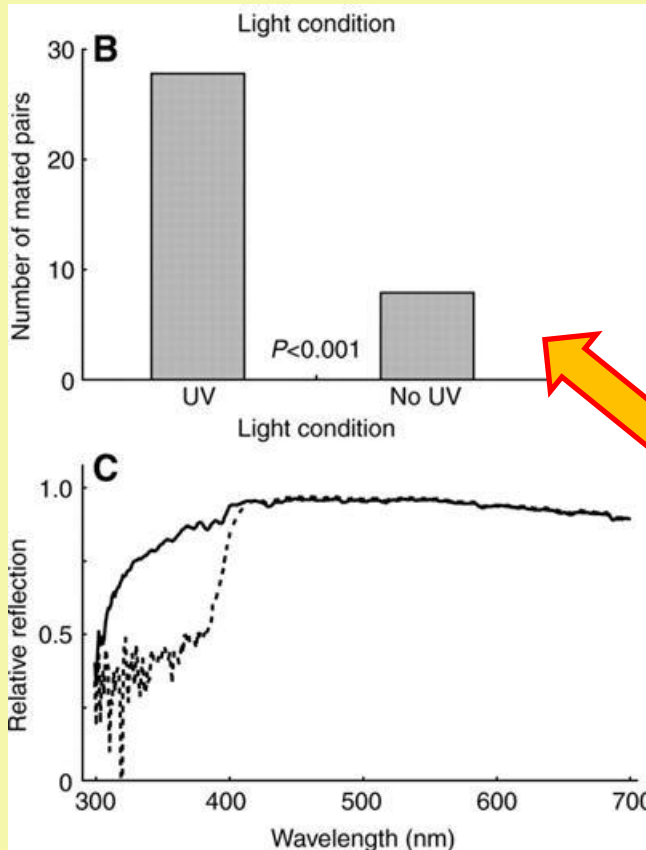 Light condition
B
30
20
10
0
Number of mated pairs
P<0.001
UV No UV
Light condition
C
1.0
0.5
0
Relative reflection
300 400 500 600 700
Wavelength (nm)